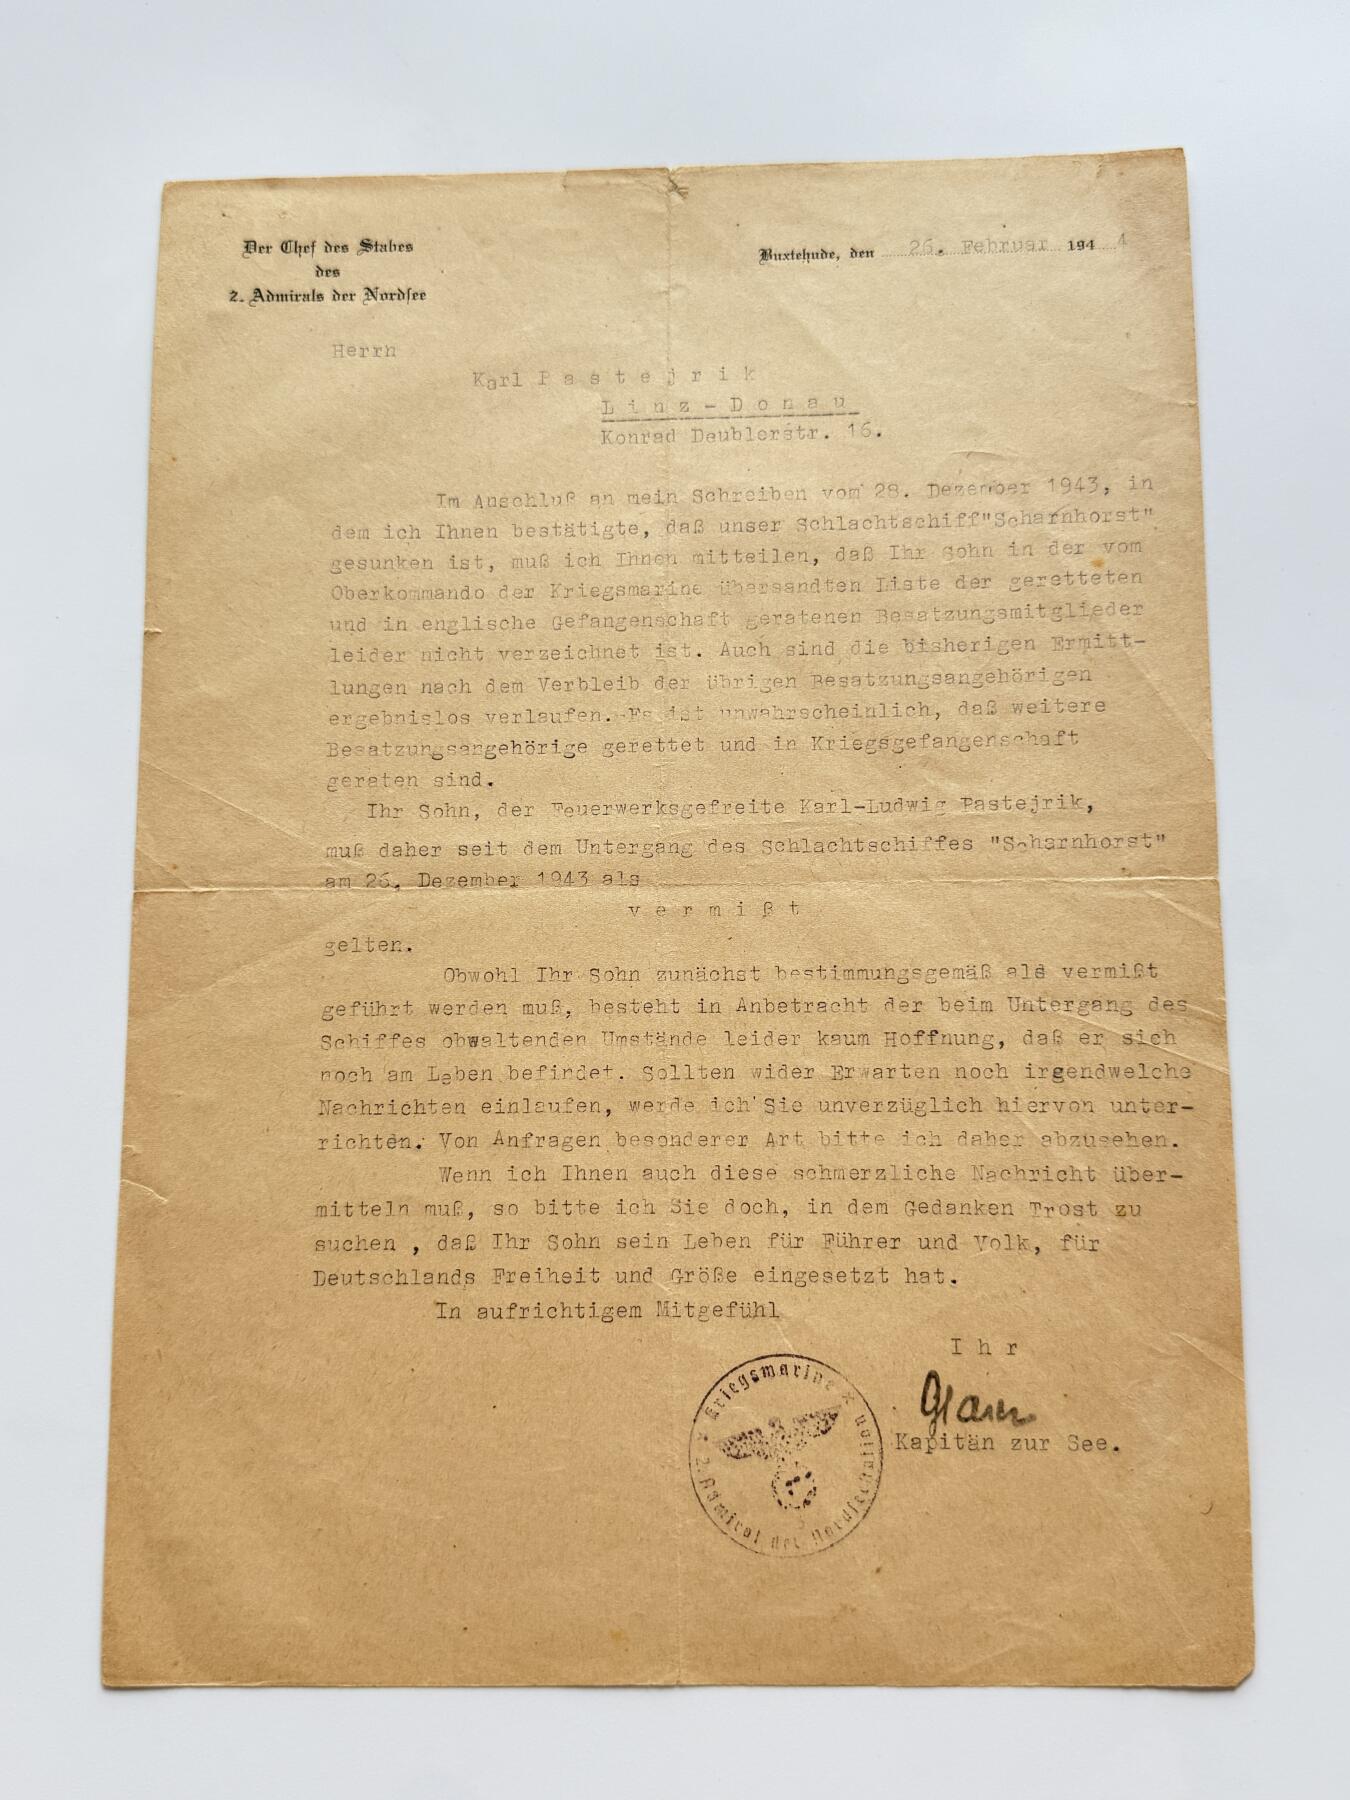 Der Chef des Stabes
des
2. Admirals der Nordsee
Buxtehude, den 26. Februar 194 4
Herrn
Karl P a s t e j r i k
L i n z - D o n a u
Konrad Deublerstr. 16.
Im Anschluß an mein Schreiben vom 28. Dezember 1943, in
dem ich Ihnen bestätigte, daß unser Schlachtschiff"Scharnhorst"
gesunken ist, muß ich Ihnen mitteilen, daß Ihr Sohn in der vom
Oberkommando der Kriegsmarine übersandten Liste der geretteten
und in englische Gefangenschaft geratenen Besatzungsmitglieder
leider nicht verzeichnet ist. Auch sind die bisherigen Ermitt-
lungen nach dem Verbleib der übrigen Besatzungsangehörigen
ergebnislos verlaufen. Es ist unwahrscheinlich, daß weitere
Besatzungsangehörige gerettet und in Kriegsgefangenschaft
geraten sind.
Ihr Sohn, der Feuerwerksgefreite Karl-Ludwig Pastejrik,
muß daher seit dem Untergang des Schlachtschiffes "Scharnhorst"
am 26. Dezember 1943 als
v e r m i ß t
gelten.
Obwohl Ihr Sohn zunächst bestimmungsgemäß als vermißt
geführt werden muß, besteht in Anbetracht der beim Untergang des
Schiffes obwaltenden Umstände leider kaum Hoffnung, daß er sich
noch am Leben befindet. Sollten wider Erwarten noch irgendwelche
Nachrichten einlaufen, werde ich Sie unverzüglich hiervon unter-
richten. Von Anfragen besonderer Art bitte ich daher abzusehen.
Wenn ich Ihnen auch diese schmerzliche Nachricht über-
mitteln muß, so bitte ich Sie doch, in dem Gedanken Trost zu
suchen , daß Ihr Sohn sein Leben für Führer und Volk, für
Deutschlands Freiheit und Größe eingesetzt hat.
In aufrichtigem Mitgefühl
I h r
Kapitän zur See.
Kriegsmarine
2. Admiral der Nordseestation